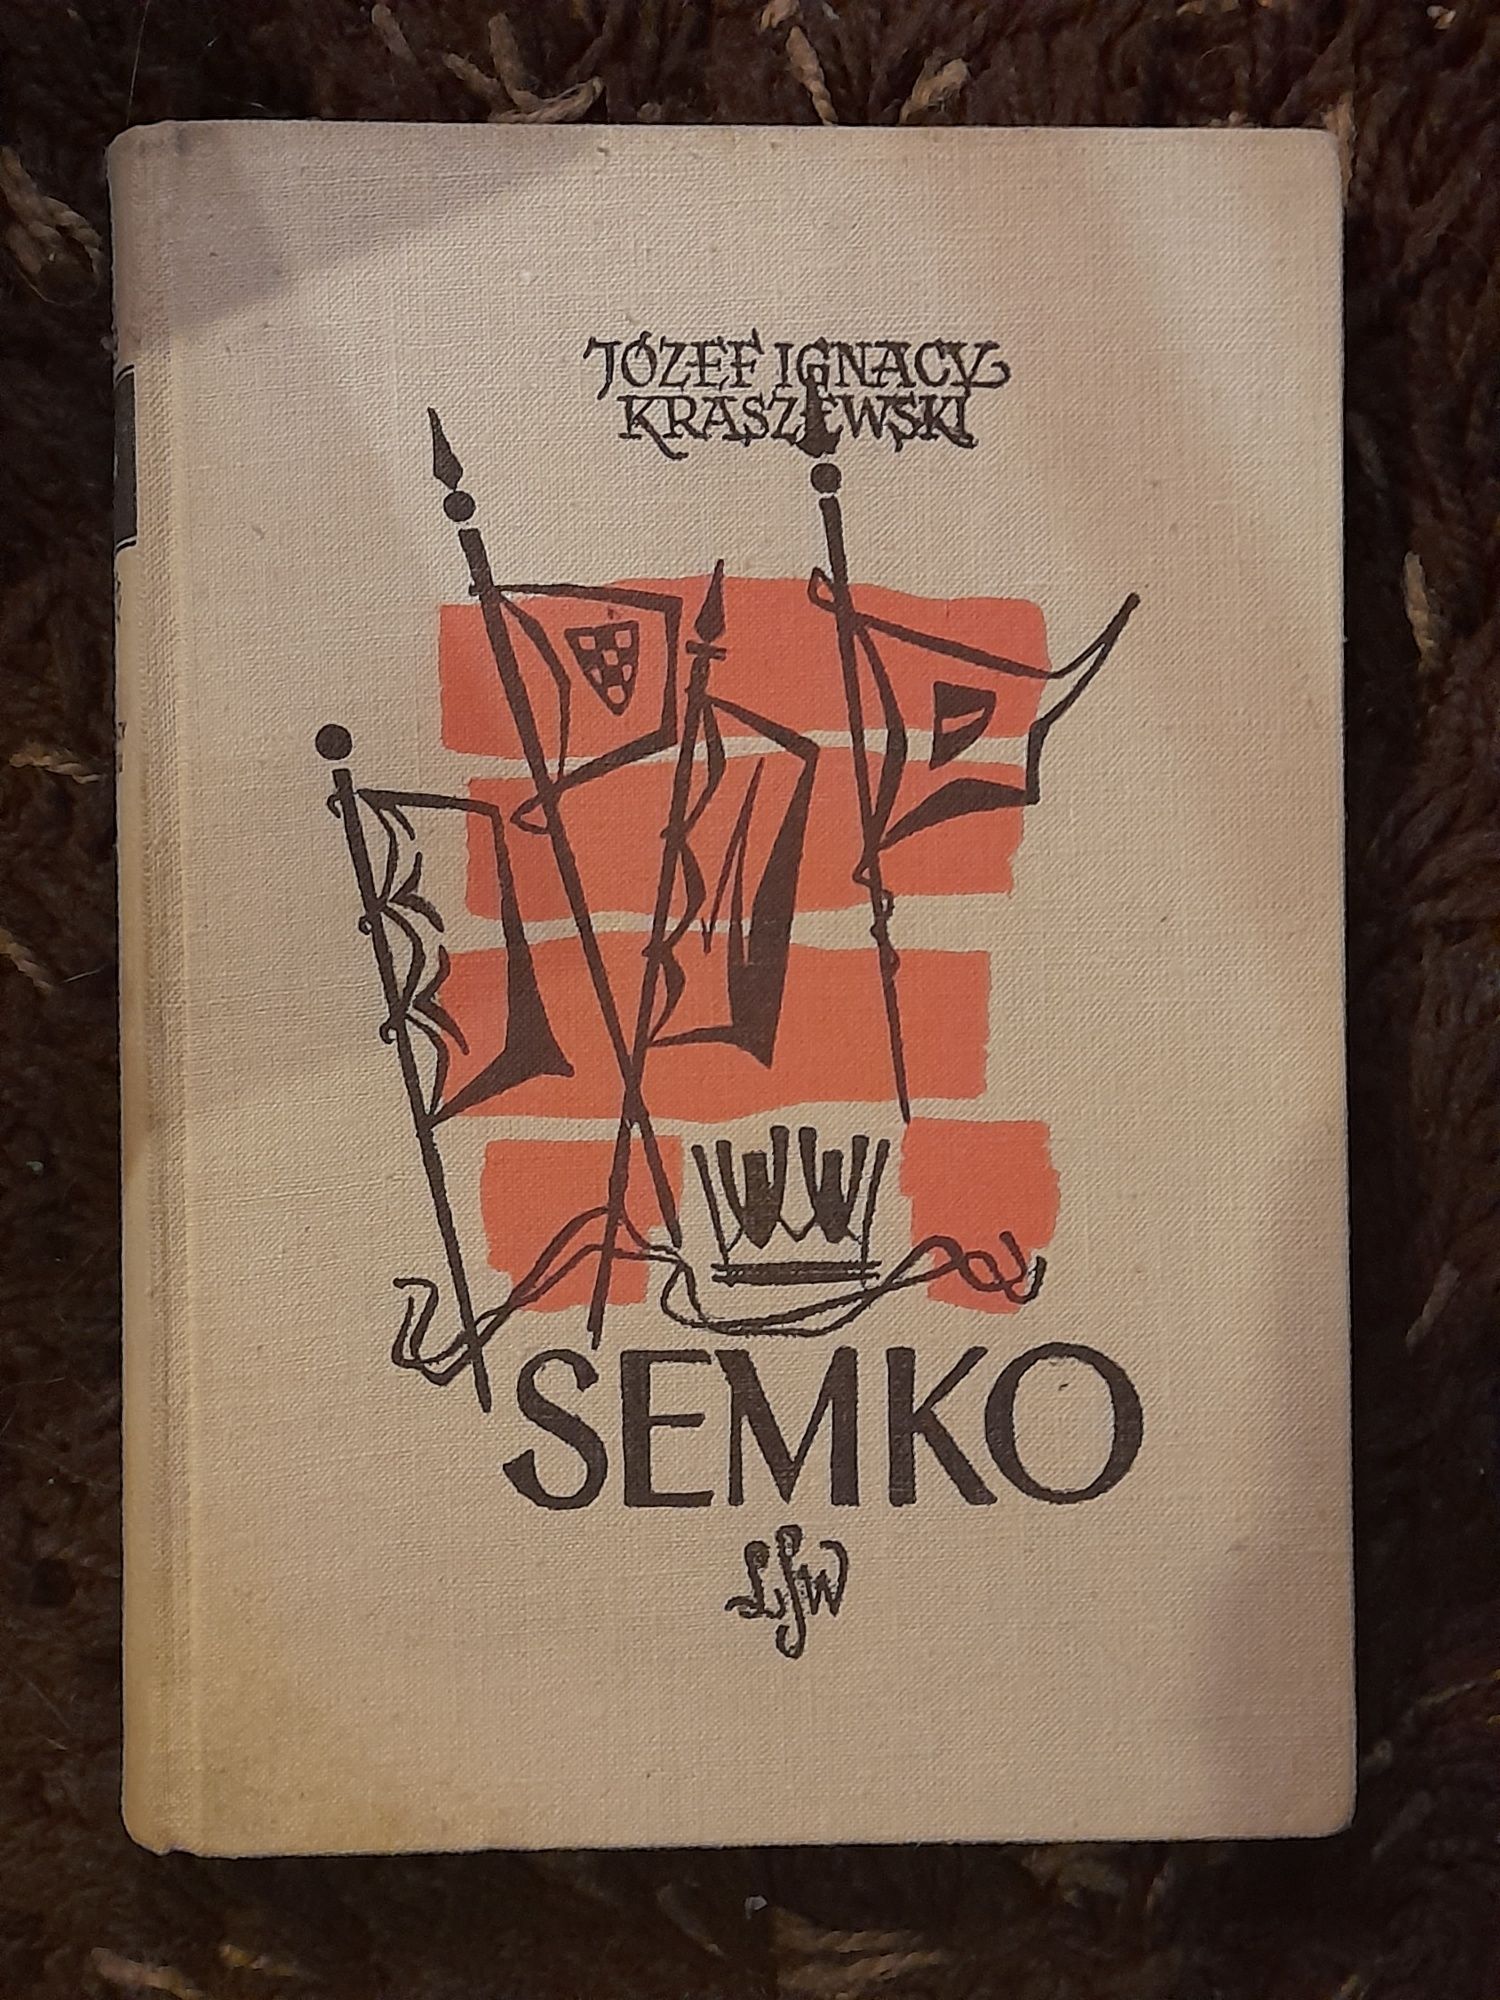 JÓZEF IGNACY
KRASZEWSKI
SEMKO
LSW